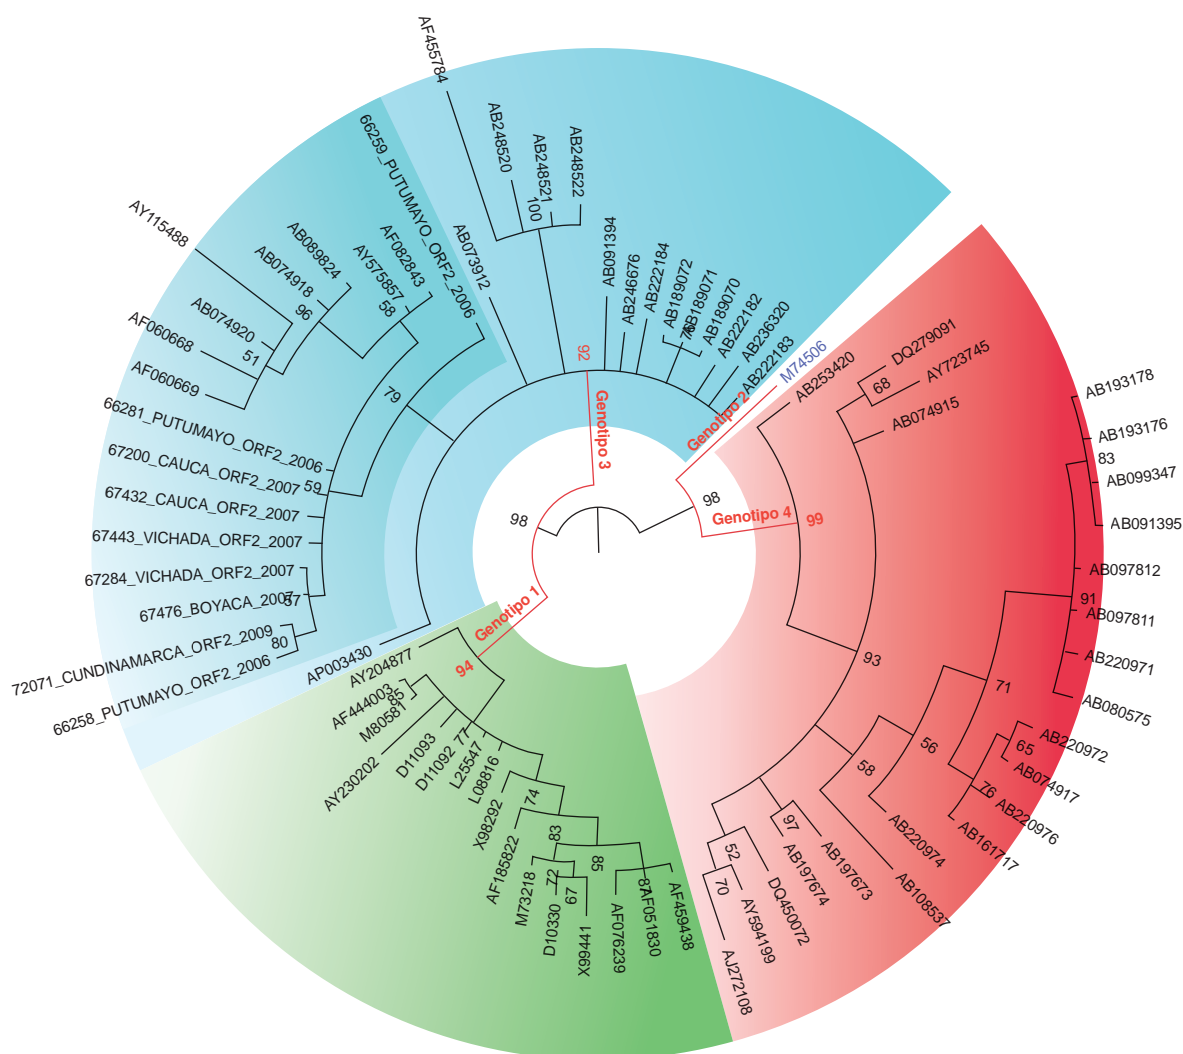 AF455784
AB248520
AB248521
AB248522
100
66259_PUTUMAYO_ORF2_2006
AB073912
AB091394
AB246676
AB222184
AB189072
AB189071
76
AB189070
AB222182
AB236320
AB222183
92
Genotipo 3
M74506
Genotipo 2
98
Genotipo 4
99
AB253420
DQ279091
68
AY723745
AB074915
AB193178
AB193176
83
AB099347
AB091395
AB097812
91
AB097811
AB220971
AB080575
93
71
AB220972
65
AB074917
76
AB220976
AB161717
56
58
AB220974
AB108537
97
AB197673
AB197674
52
DQ450072
70
AY594199
AJ272108
AY115488
AB089824
AB074918
96
AF082843
AY575857
58
AB074920
51
AF060668
AF060669
79
66281_PUTUMAYO_ORF2_2006
59
67200_CAUCA_ORF2_2007
67432_CAUCA_ORF2_2007
67443_VICHADA_ORF2_2007
67284_VICHADA_ORF2_2007
57
67476_BOYACA_2007
72071_CUNDINAMARCA_ORF2_2009
80
66258_PUTUMAYO_ORF2_2006
AP003430
98
Genotipo 1
94
AY204877
AF444003
85
M80581
AY230202
D11093
D11092
77
L25547
L08816
X98292
74
AF185822
83
M73218
72
D10330
67
X99441
85
AF076239
87
AF051830
AF459438